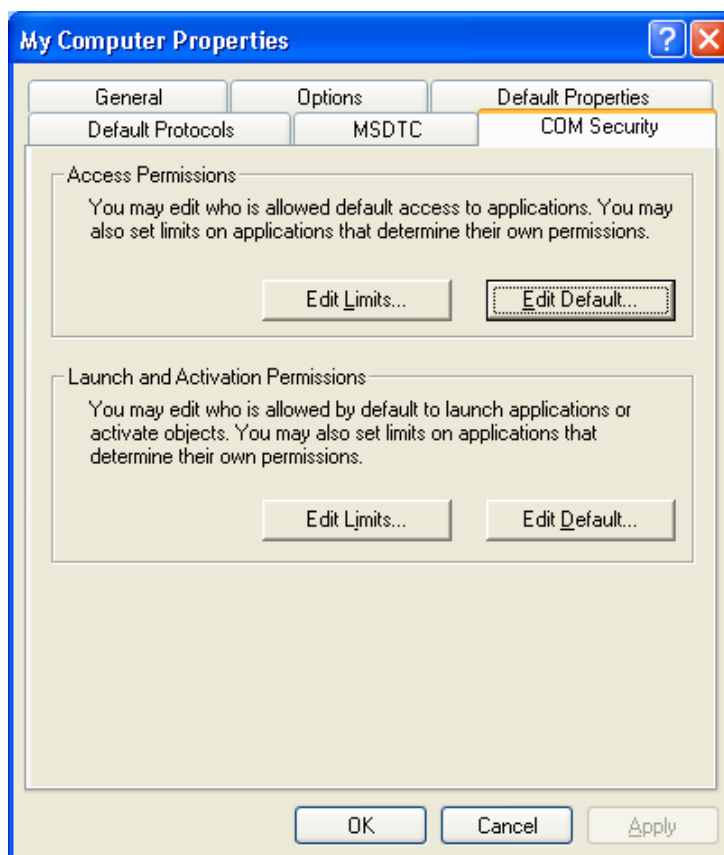 My Computer Properties
General Options Default Properties
Default Protocols MSDTC COM Security
Access Permissions
You may edit who is allowed default access to applications. You may
also set limits on applications that determine their own permissions.
Edit Limits... Edit Default...
Launch and Activation Permissions
You may edit who is allowed by default to launch applications or
activate objects. You may also set limits on applications that
determine their own permissions.
Edit Limits... Edit Default...
OK Cancel Apply